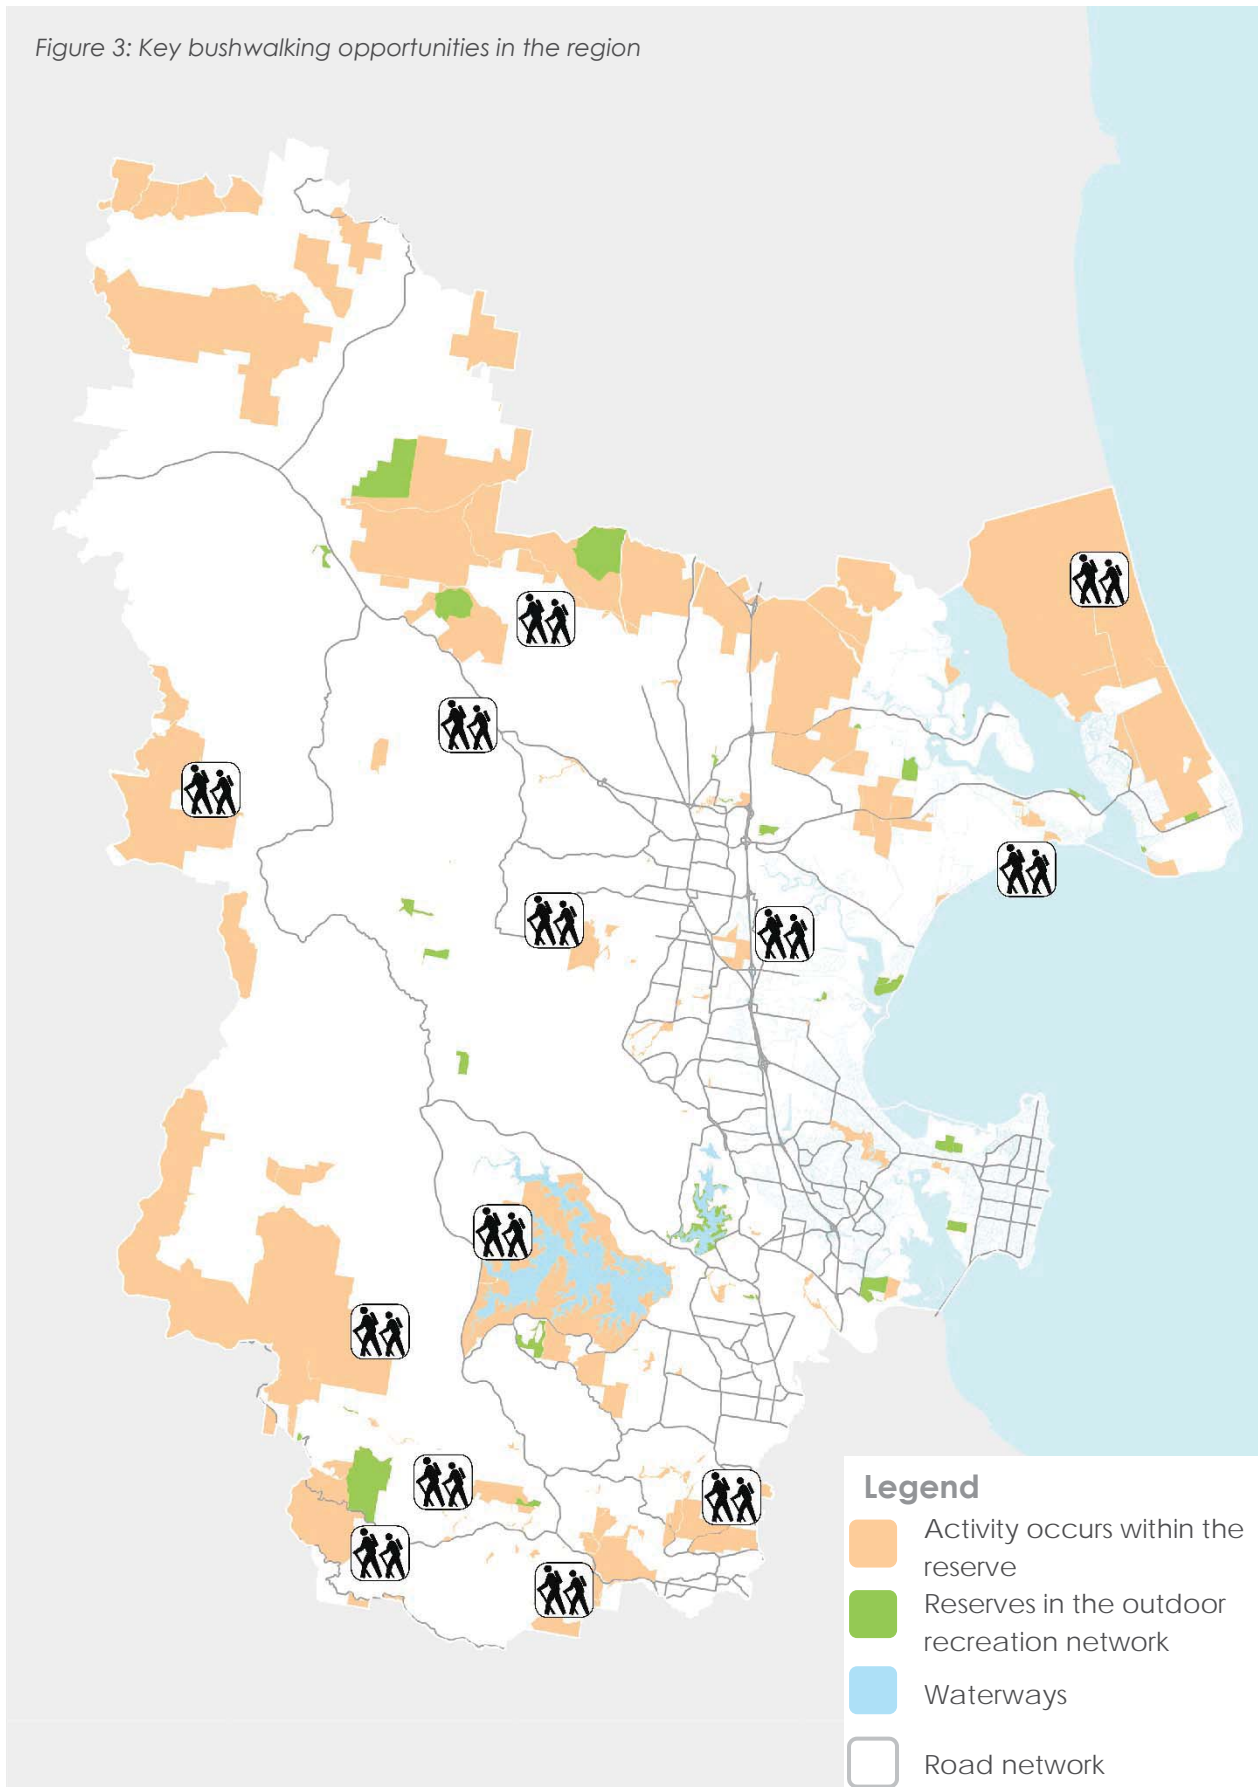 Figure 3: Key bushwalking opportunities in the region
Legend
Activity occurs within the
reserve
Reserves in the outdoor
recreation network
Waterways
Road network